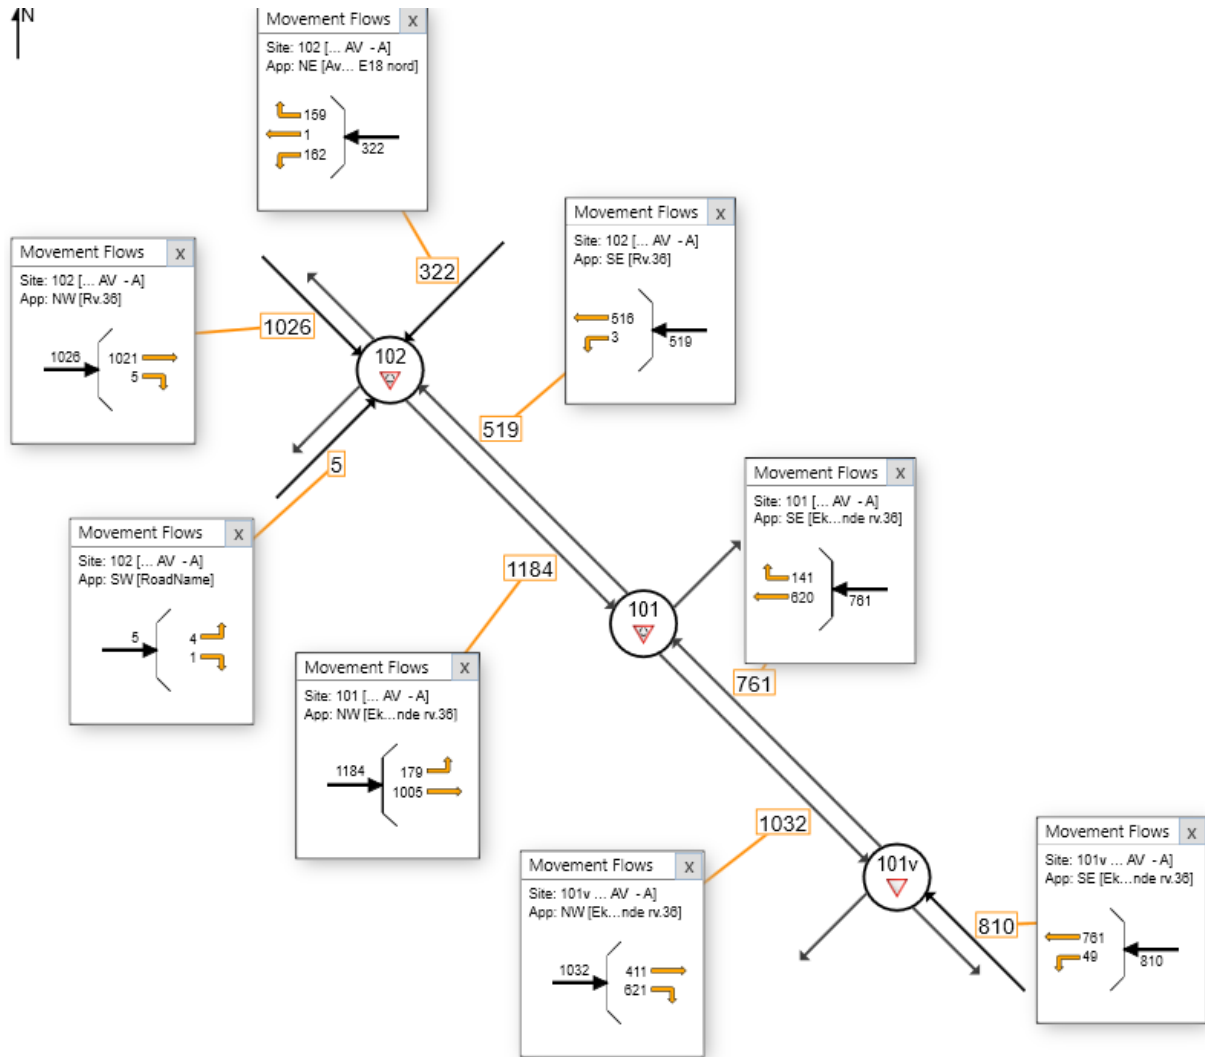 N
Movement Flows X
Site: 102 [... AV - A]
App: NE [Av... E18 nord]
159
1
162
322
322
Movement Flows X
Site: 102 [... AV - A]
App: SE [Rv.36]
516
3
519
519
Movement Flows X
Site: 102 [... AV - A]
App: NW [Rv.36]
1026
1021
5
1026
102
5
Movement Flows X
Site: 102 [... AV - A]
App: SW [RoadName]
5
4
1
Movement Flows X
Site: 101 [... AV - A]
App: SE [Ek...nde rv.36]
141
620
761
761
1184
101
Movement Flows X
Site: 101 [... AV - A]
App: NW [Ek...nde rv.36]
1184
179
1005
1032
101v
Movement Flows X
Site: 101v ... AV - A]
App: NW [Ek...nde rv.36]
1032
411
621
810
Movement Flows X
Site: 101v ... AV - A]
App: SE [Ek...nde rv.36]
761
49
810